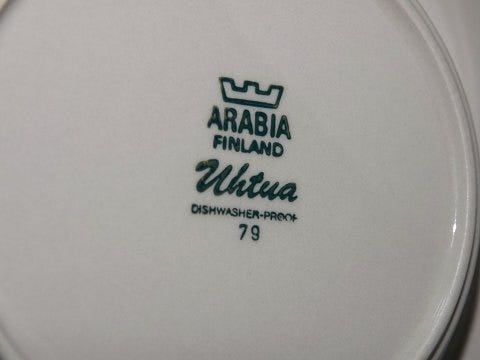 ARABIA
FINLAND
Uhtua
DISHWASHER-PROOF
79